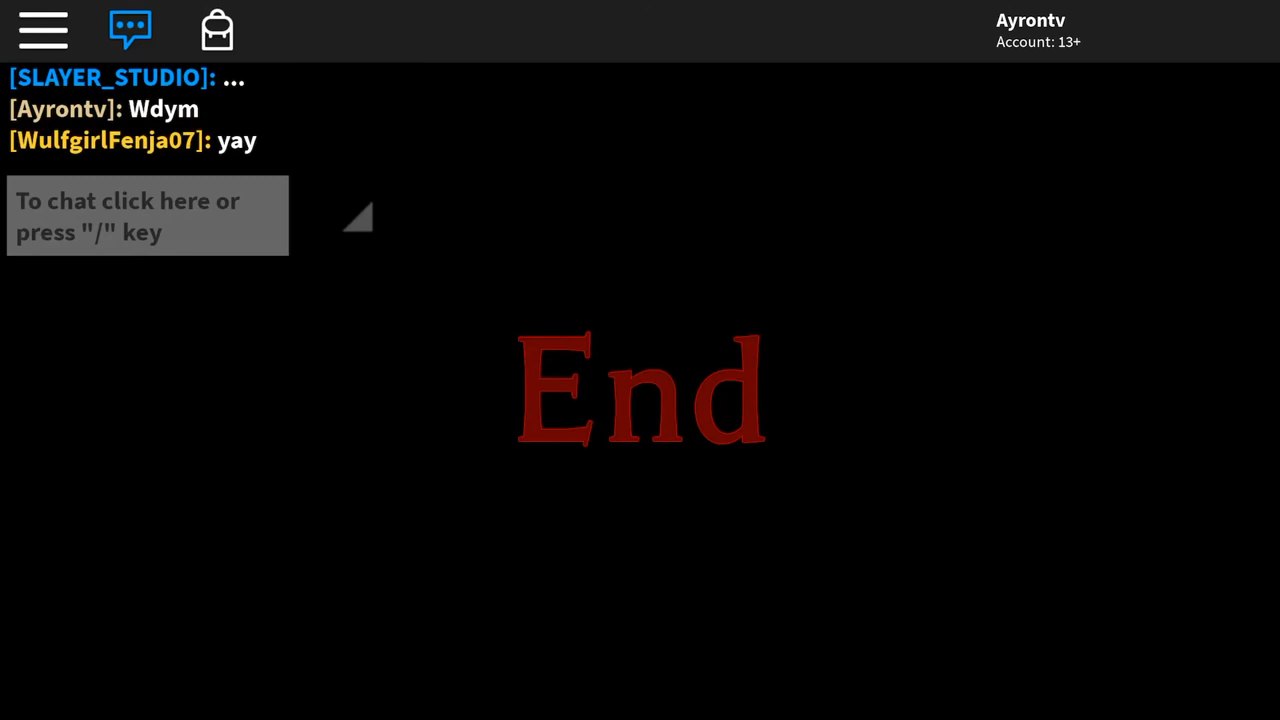 Ayrontv
Account: 13+
[SLAYER_STUDIO]: ...
[Ayrontv]: Wdym
[WulfgirlFenja07]: yay
To chat click here or
press "/" key
End